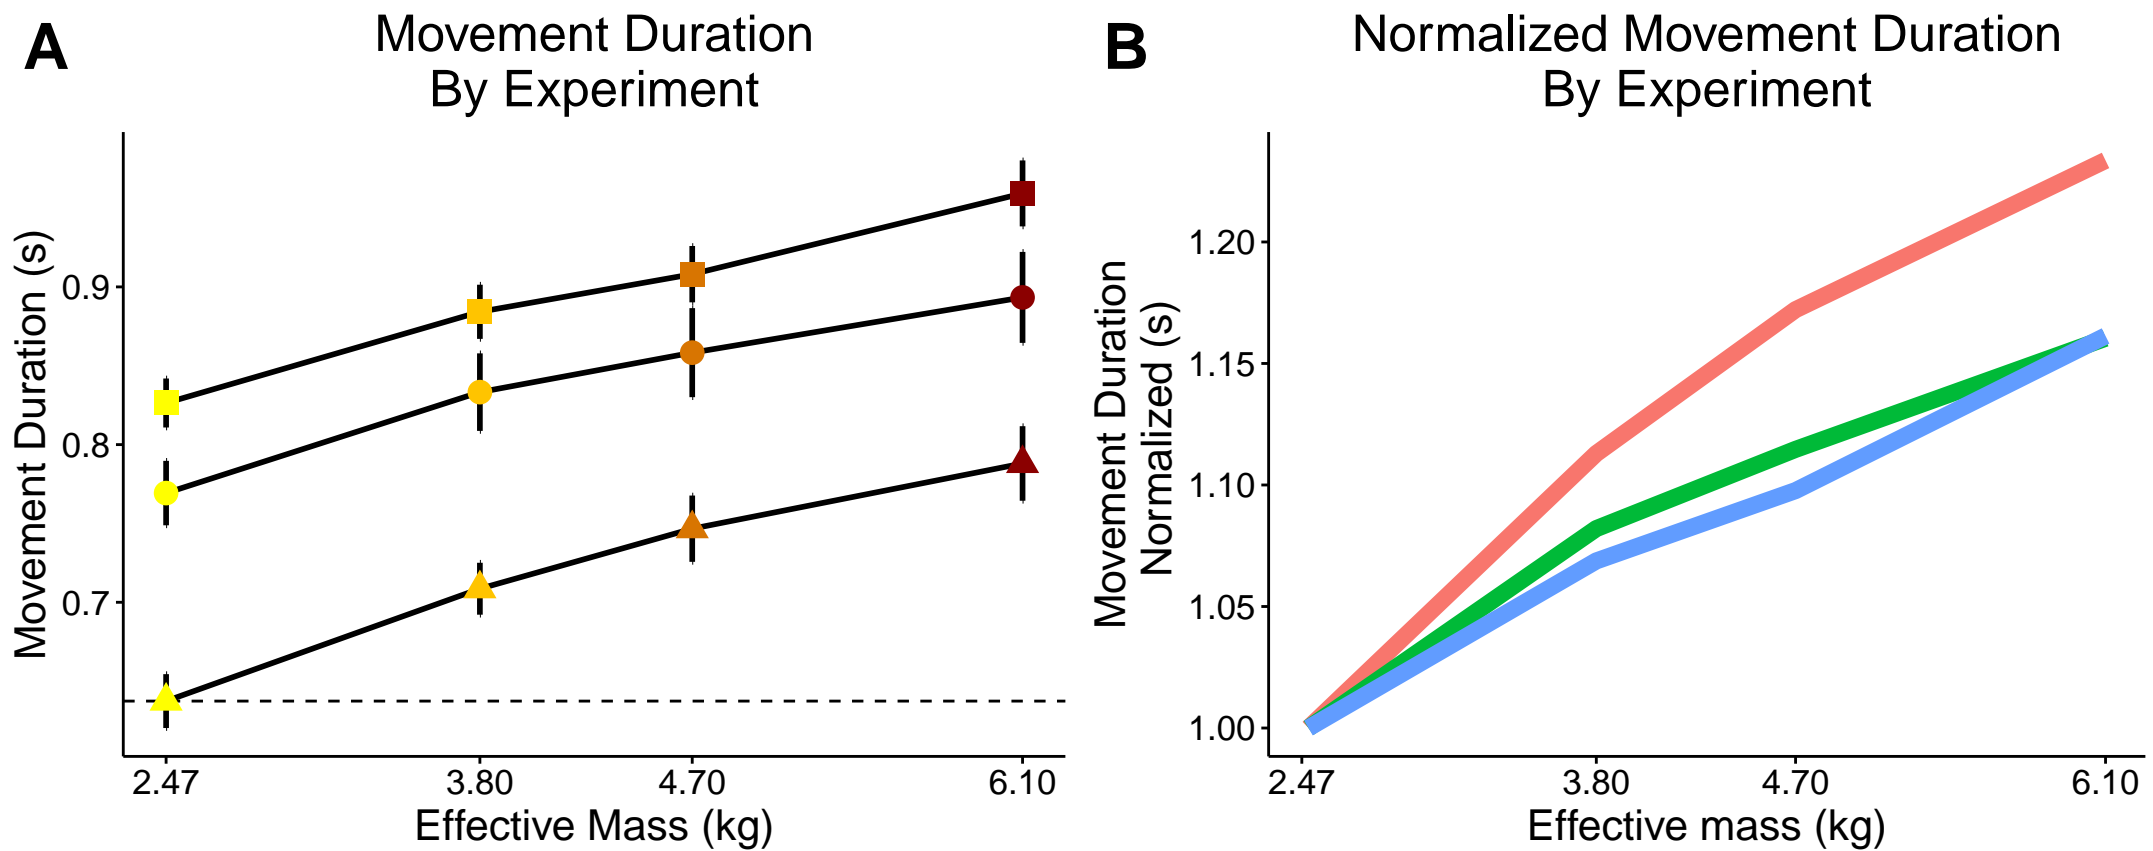 A
Movement Duration
By Experiment
Movement Duration (s)
0.9
0.8
0.7
2.47
3.80
4.70
6.10
Effective Mass (kg)
B
Normalized Movement Duration
By Experiment
Movement Duration
Normalized (s)
1.20
1.15
1.10
1.05
1.00
2.47
3.80
4.70
6.10
Effective mass (kg)